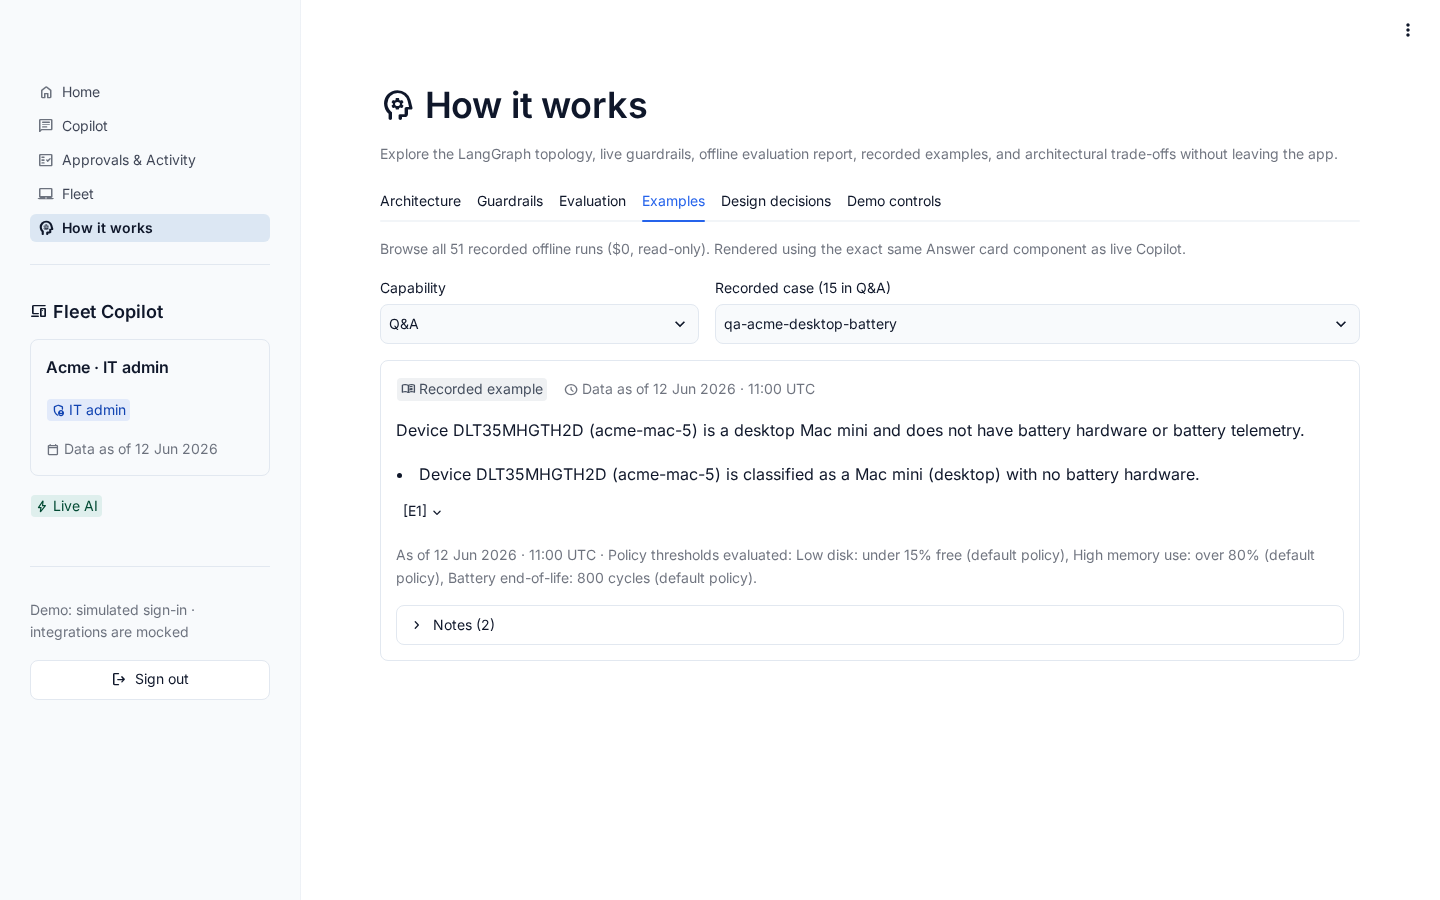 Home
Copilot
Approvals & Activity
Fleet
How it works
Fleet Copilot
Acme · IT admin
IT admin
Data as of 12 Jun 2026
Live AI
Demo: simulated sign-in ·
integrations are mocked
Sign out
How it works
Explore the LangGraph topology, live guardrails, offline evaluation report, recorded examples, and architectural trade-offs without leaving the app.
Architecture Guardrails Evaluation Examples Design decisions Demo controls
Browse all 51 recorded offline runs ($0, read-only). Rendered using the exact same Answer card component as live Copilot.
Capability
Q&A
Recorded case (15 in Q&A)
qa-acme-desktop-battery
Recorded example Data as of 12 Jun 2026 · 11:00 UTC
Device DLT35MHGTH2D (acme-mac-5) is a desktop Mac mini and does not have battery hardware or battery telemetry.
• Device DLT35MHGTH2D (acme-mac-5) is classified as a Mac mini (desktop) with no battery hardware.
[E1]
As of 12 Jun 2026 · 11:00 UTC · Policy thresholds evaluated: Low disk: under 15% free (default policy), High memory use: over 80% (default
policy), Battery end-of-life: 800 cycles (default policy).
Notes (2)